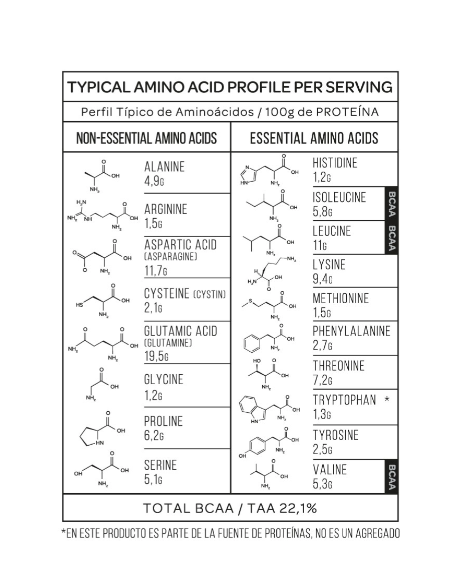 TYPICAL AMINO ACID PROFILE PER SERVING
Perfil Típico de Aminoácidos / 100g de PROTEÍNA
NON-ESSENTIAL AMINO ACIDS
ALANINE
4,9G
ARGININE
1,5G
ASPARTIC ACID
(ASPARAGINE)
11,7G
CYSTEINE (CYSTIN)
2,1G
GLUTAMIC ACID
(GLUTAMINE)
19,5G
GLYCINE
1,2G
PROLINE
6,2G
SERINE
5,1G
ESSENTIAL AMINO ACIDS
HISTIDINE
1,2G
ISOLEUCINE
5,8G
BCAA
LEUCINE
11G
BCAA
LYSINE
9,4G
METHIONINE
1,5G
PHENYLALANINE
2,7G
THREONINE
7,2G
TRYPTOPHAN *
1,3G
TYROSINE
2,5G
VALINE
5,3G
BCAA
TOTAL BCAA / TAA 22,1%
*EN ESTE PRODUCTO ES PARTE DE LA FUENTE DE PROTEÍNAS, NO ES UN AGREGADO